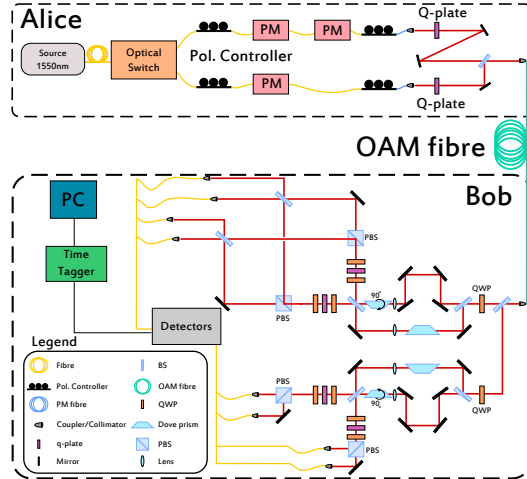 Alice
Q-plate
Source
1550nm
Optical
Switch
PM
PM
Pol. Controller
PM
Q-plate
OAM fibre
Bob
PC
Time
Tagger
Detectors
PBS
PBS
90°
QWP
PBS
90°
QWP
PBS
Legend
Fibre
BS
Pol. Controller
OAM fibre
PM fibre
QWP
Coupler/Collimator
Dove prism
q-plate
PBS
Mirror
Lens